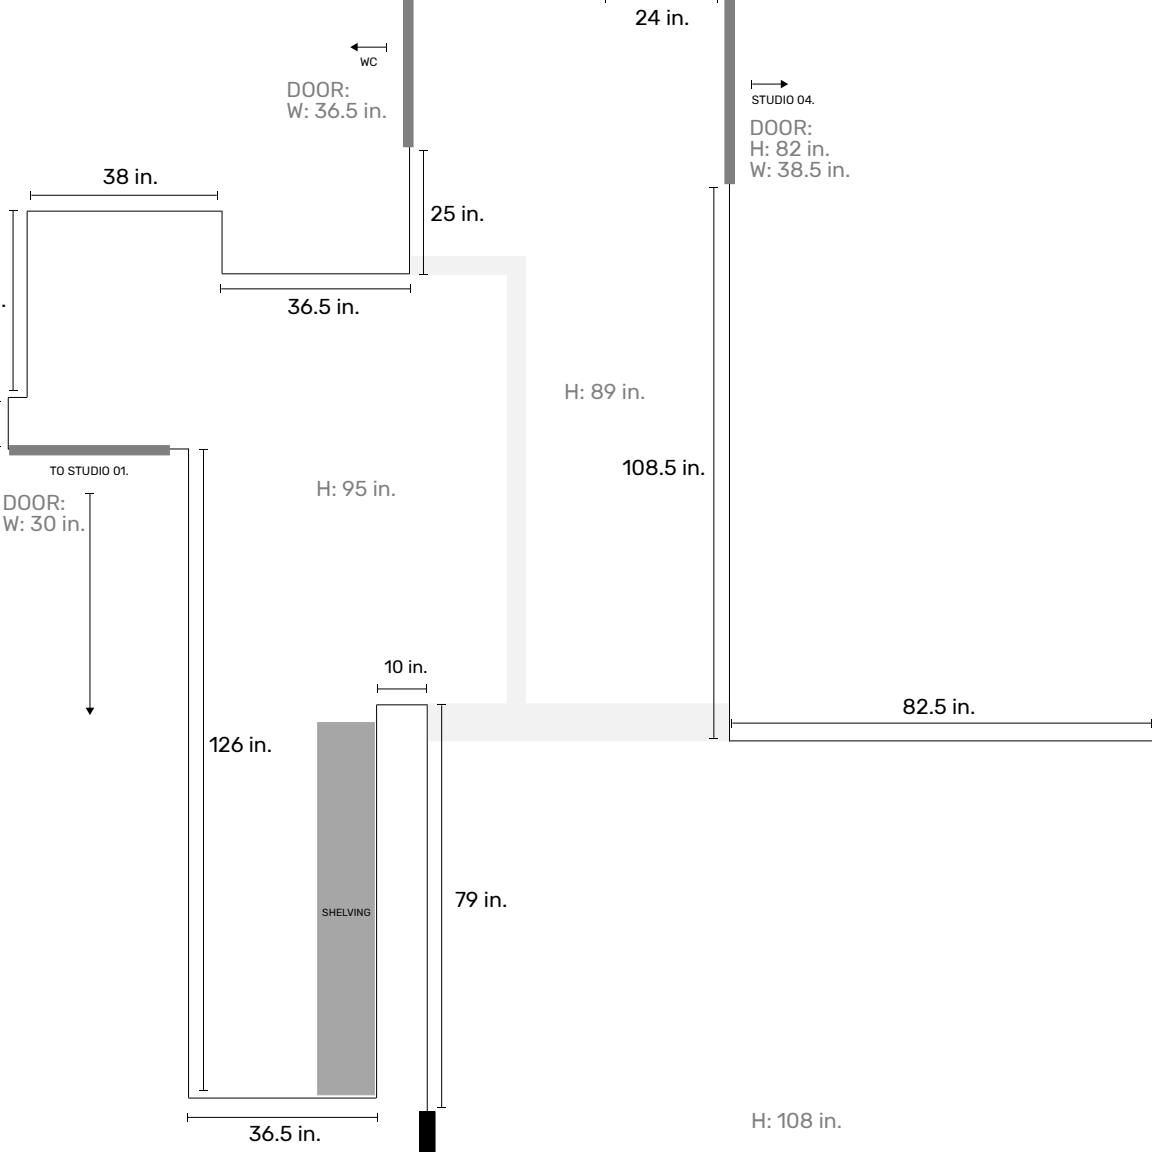 24 in.
WC
DOOR:
W: 36.5 in.
STUDIO 04.
DOOR:
H: 82 in.
W: 38.5 in.
38 in.
25 in.
36.5 in.
H: 89 in.
108.5 in.
TO STUDIO 01.
H: 95 in.
DOOR:
W: 30 in.
10 in.
82.5 in.
126 in.
79 in.
SHELVING
H: 108 in.
36.5 in.